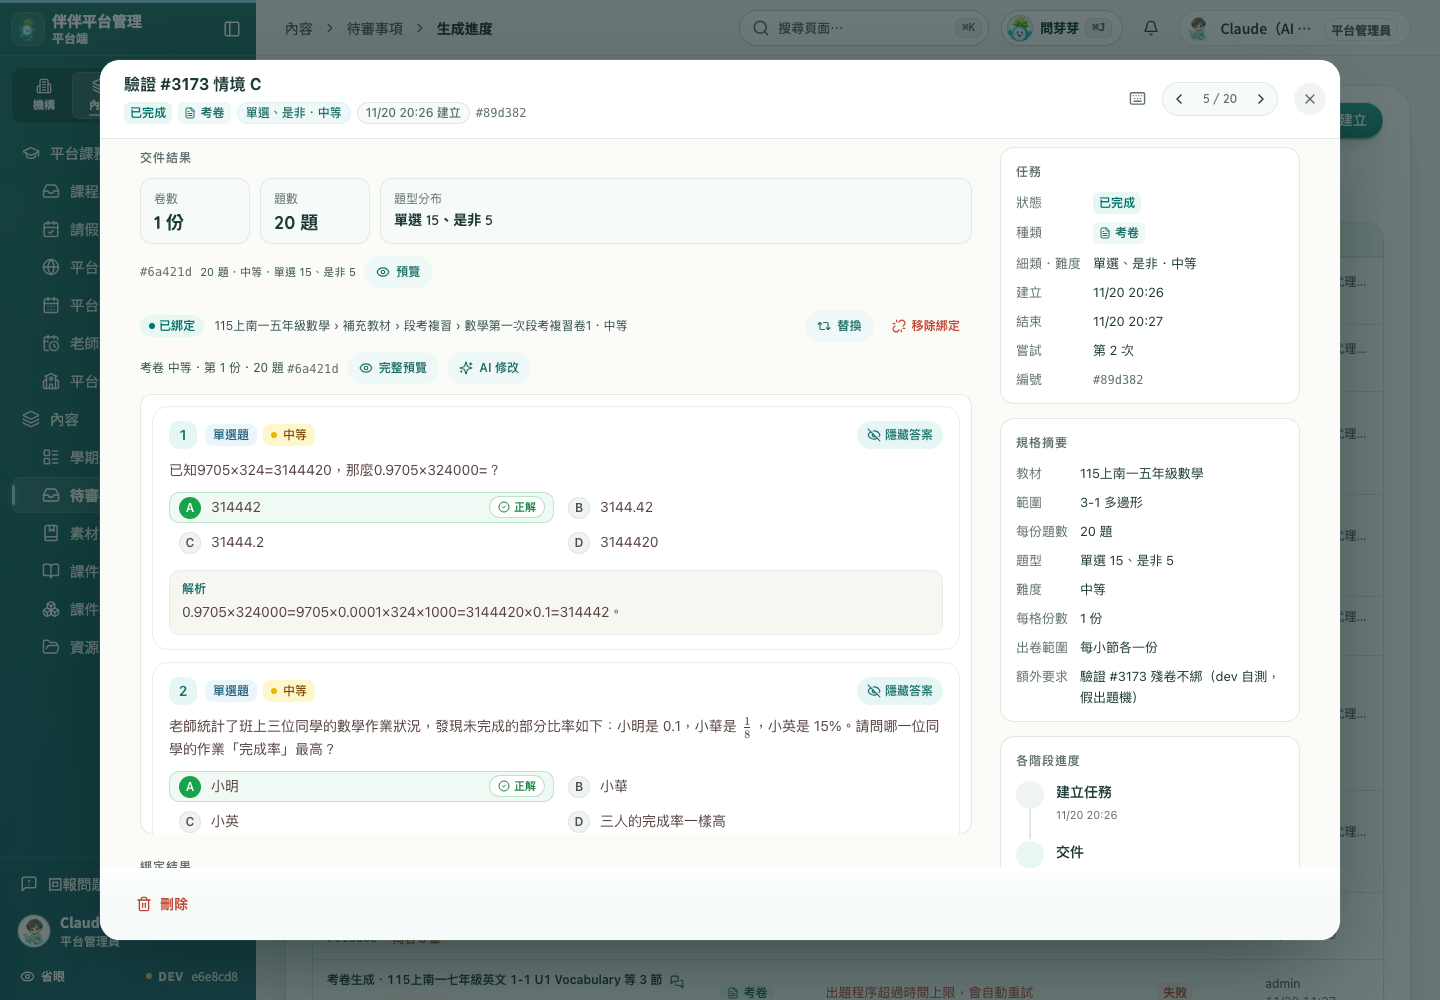 伴伴平台管理
平台端
內容 › 待審事項 › 生成進度
搜尋頁面… ⌘K
問芽芽 ⌘J
Claude（AI … 平台管理員
機構
平台課
課程
請假
平台
平台
老師
平台
內容
學期
待審
素材
課件
課件
資源
回報問題
Claud
平台管理員
省眼
DEV e6e8cd8
建立
驗證 #3173 情境 C
已完成 考卷 單選、是非 · 中等 11/20 20:26 建立 #89d382
5 / 20
交件結果
卷數
1 份
題數
20 題
題型分布
單選 15、是非 5
#6a421d 20 題 · 中等 · 單選 15、是非 5 預覽
已綁定 115上南一五年級數學 › 補充教材 › 段考複習 › 數學第一次段考複習卷1 · 中等 替換 移除綁定
考卷 中等 · 第 1 份 · 20 題 #6a421d 完整預覽 AI 修改
1 單選題 中等 隱藏答案
已知9705×324=3144420，那麼0.9705×324000=？
A 314442 正解
B 3144.42
C 31444.2
D 3144420
解析
0.9705×324000=9705×0.0001×324×1000=3144420×0.1=314442。
2 單選題 中等 隱藏答案
老師統計了班上三位同學的數學作業狀況，發現未完成的部分比率如下：小明是 0.1，小華是 1/8，小英是 15%。請問哪一位同
學的作業「完成率」最高？
A 小明 正解
B 小華
C 小英
D 三人的完成率一樣高
綁定結果
刪除
任務
狀態 已完成
種類 考卷
細類 · 難度 單選、是非 · 中等
建立 11/20 20:26
結束 11/20 20:27
嘗試 第 2 次
編號 #89d382
規格摘要
教材 115上南一五年級數學
範圍 3-1 多邊形
每份題數 20 題
題型 單選 15、是非 5
難度 中等
每格份數 1 份
出卷範圍 每小節各一份
額外要求 驗證 #3173 殘卷不綁（dev 自測，
假出題機）
各階段進度
建立任務
11/20 20:26
交件
考卷生成 · 115上南一七年級英文 1-1 U1 Vocabulary 等 3 節
考卷
出題程序超過時間上限，會自動重試
失敗
admin